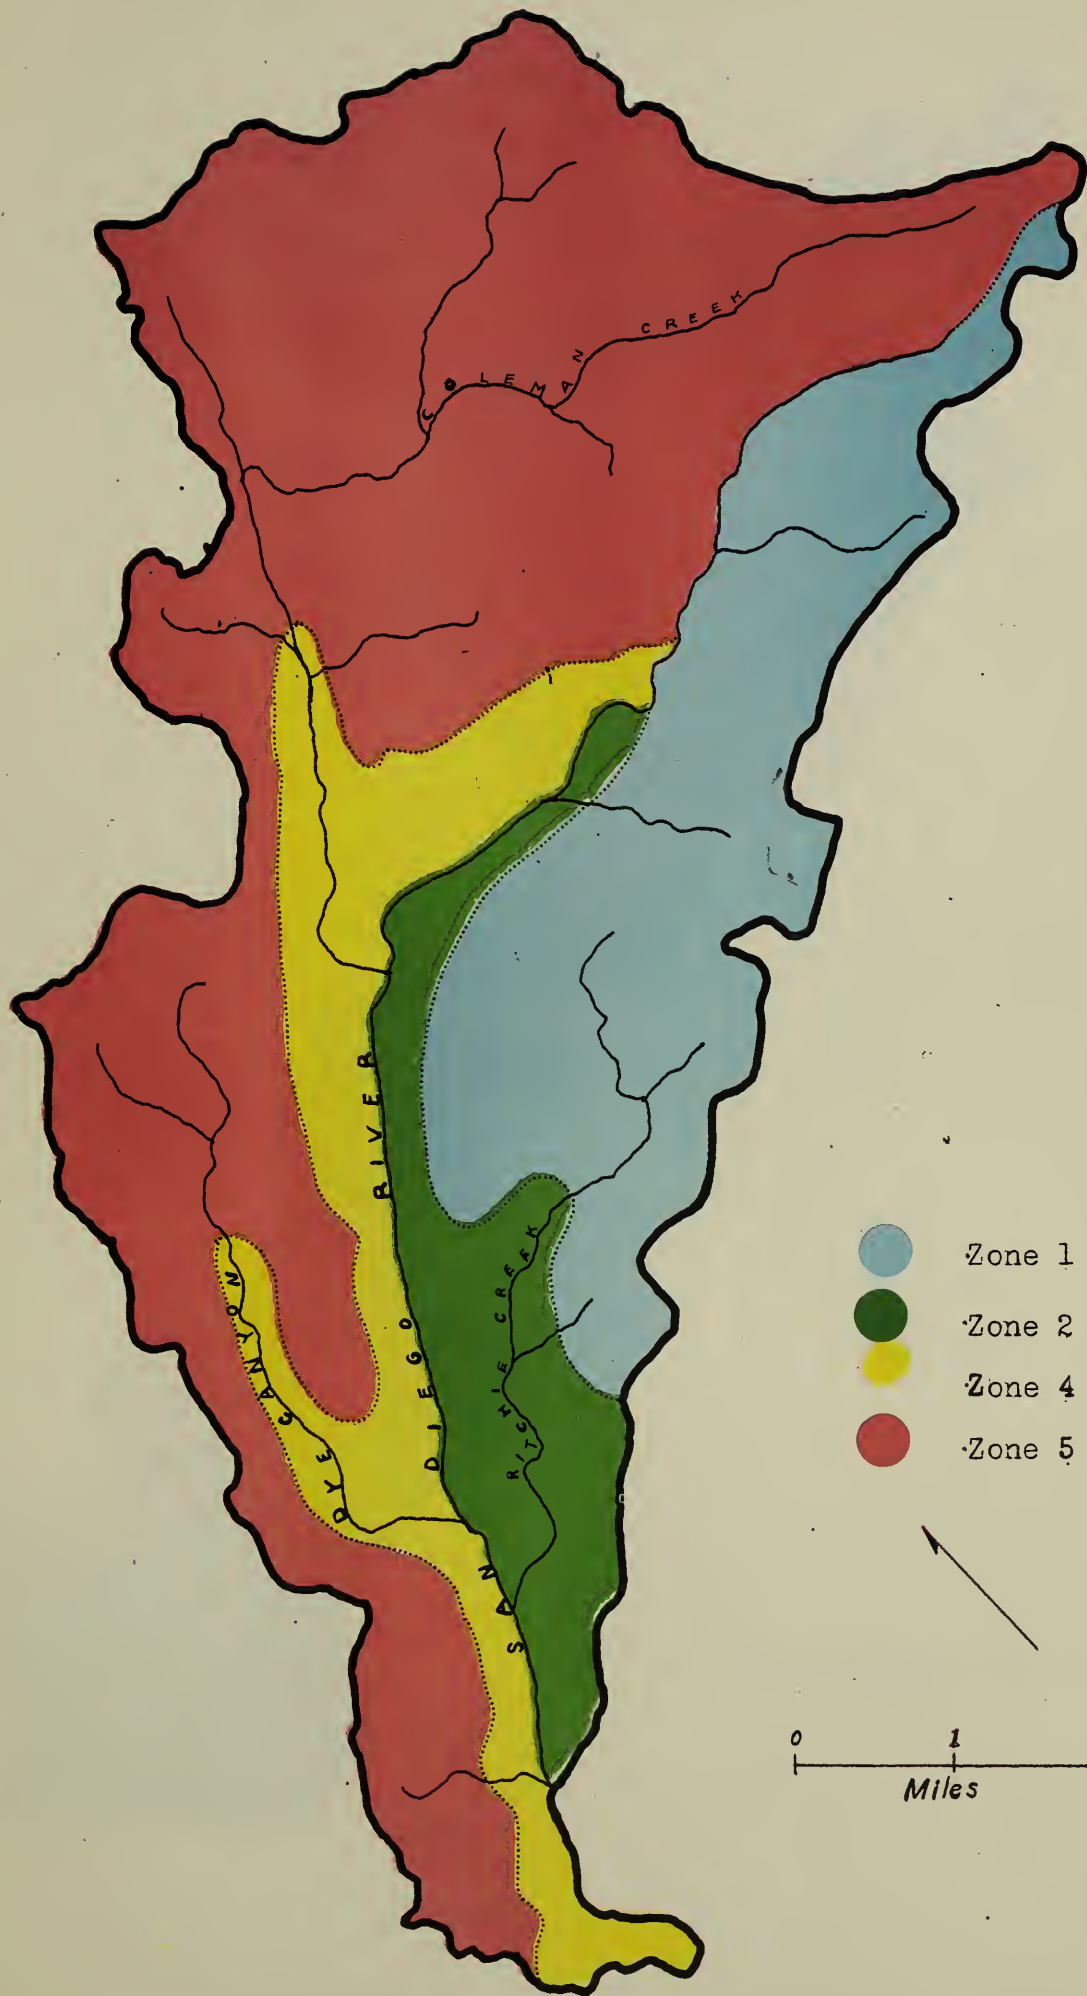 COLEMAN CREEK
SAN DIEGO RIVER
DYE CANYON
RITCHIE CREEK
Zone 1
Zone 2
Zone 4
Zone 5
0 1
Miles